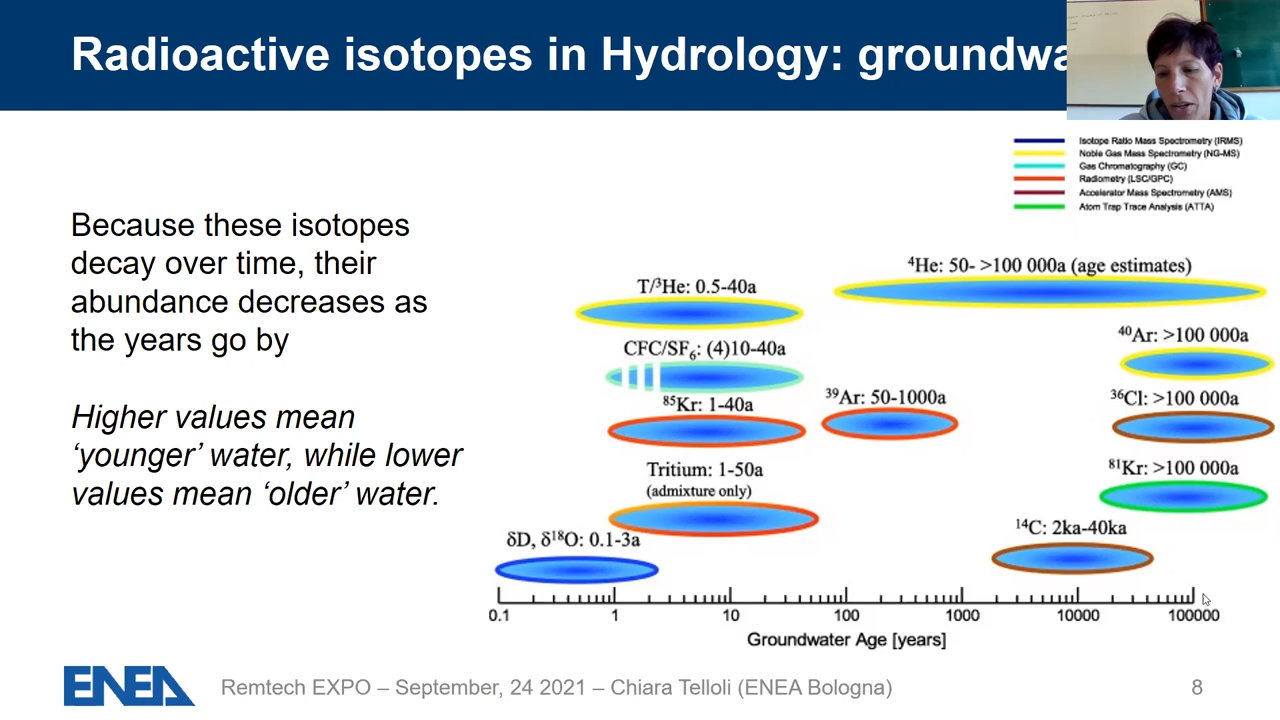 Radioactive isotopes in Hydrology: groundwa
Isotope Ratio Mass Spectrometry (IRMS)
Noble Gas Mass Spectrometry (NG-MS)
Gas Chromatography (GC)
Radiometry (LSC/GPC)
Accelerator Mass Spectrometry (AMS)
Atom Trap Trace Analysis (ATTA)
Because these isotopes
decay over time, their
abundance decreases as
the years go by
Higher values mean
‘younger’ water, while lower
values mean ‘older’ water.
⁴He: 50- >100 000a (age estimates)
T/³He: 0.5-40a
⁴⁰Ar: >100 000a
CFC/SF₆: (4)10-40a
³⁹Ar: 50-1000a
³⁶Cl: >100 000a
⁸⁵Kr: 1-40a
⁸¹Kr: >100 000a
Tritium: 1-50a
(admixture only)
¹⁴C: 2ka-40ka
δD, δ¹⁸O: 0.1-3a
0.1 1 10 100 1000 10000 100000
Groundwater Age [years]
ENEA
Remtech EXPO – September, 24 2021 – Chiara Telloli (ENEA Bologna)
8